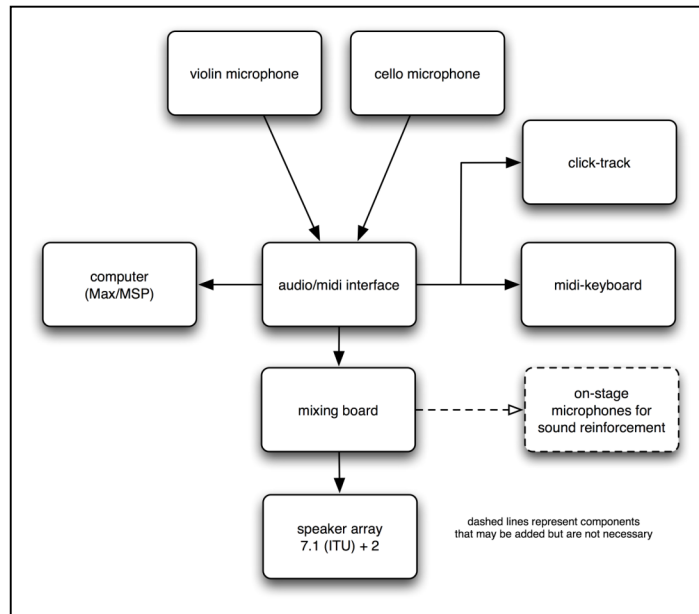 violin microphone
cello microphone
click-track
computer
(Max/MSP)
audio/midi interface
midi-keyboard
mixing board
on-stage
microphones for
sound reinforcement
speaker array
7.1 (ITU) + 2
dashed lines represent components
that may be added but are not necessary